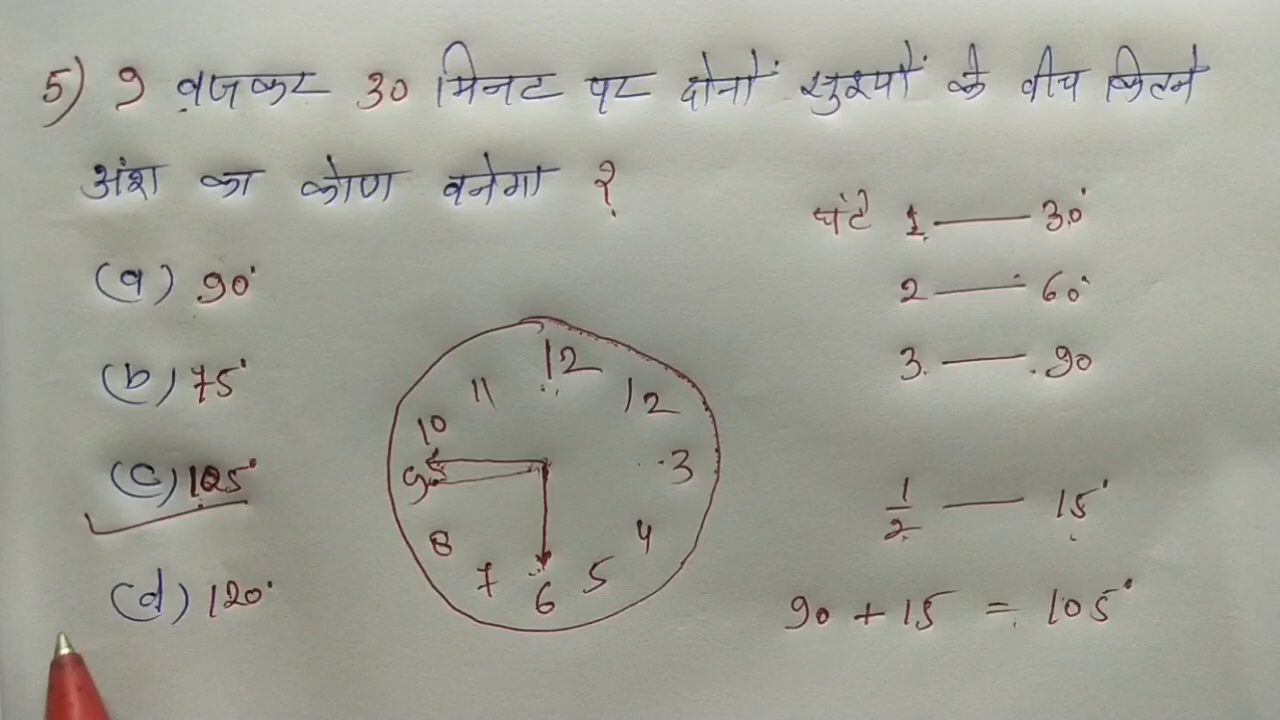 5) 9 बजकर 30 मिनट पर दोनों सुइयों के बीच कितने
अंश का कोण बनेगा ?
(a) 90°
(b) 75°
(c) 105°
(d) 120°
12
11
12
10
9
3
8
4
7
5
6
घंटे 1 — 30°
2 — 60°
3 — 90
1/2 — 15°
90 + 15 = 105°